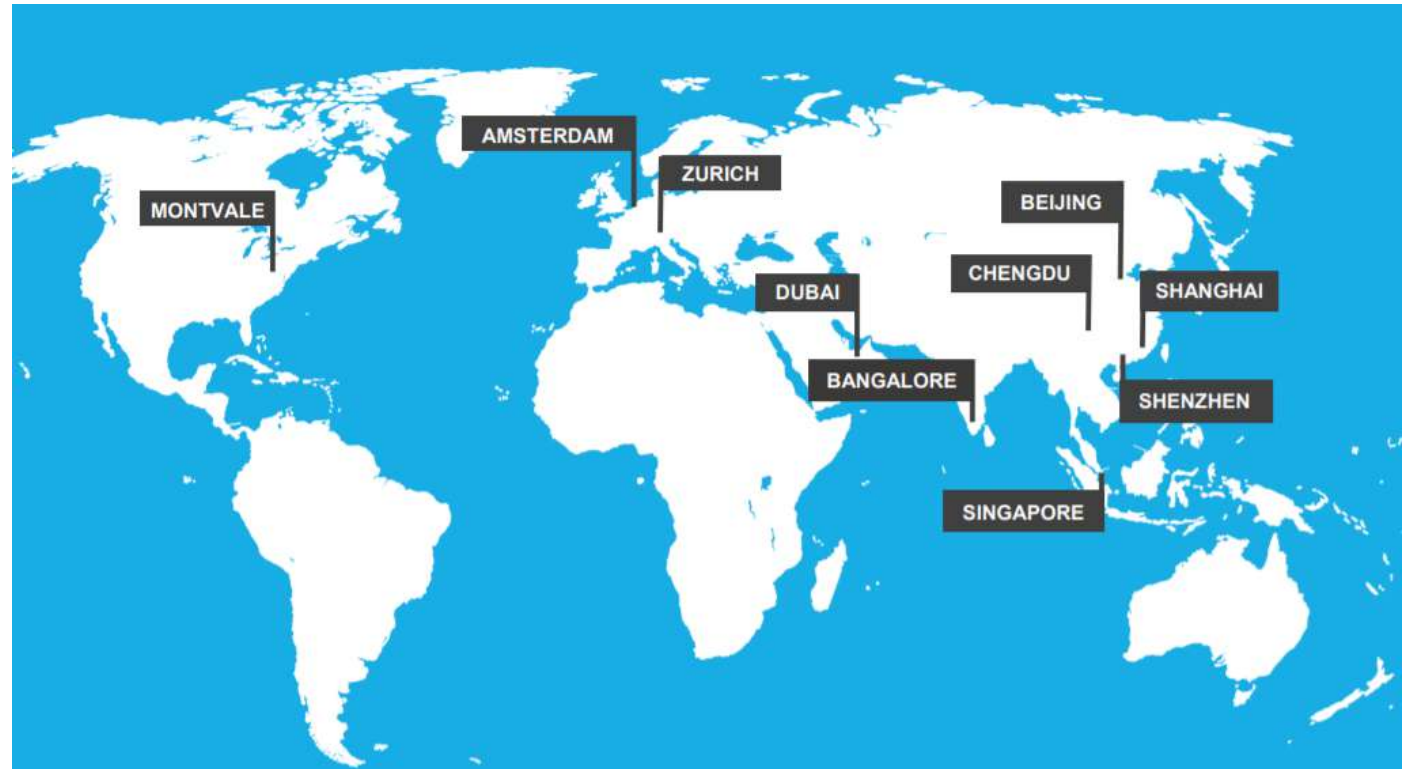 AMSTERDAM
ZURICH
MONTVALE
BEIJING
CHENGDU
DUBAI
SHANGHAI
BANGALORE
SHENZHEN
SINGAPORE